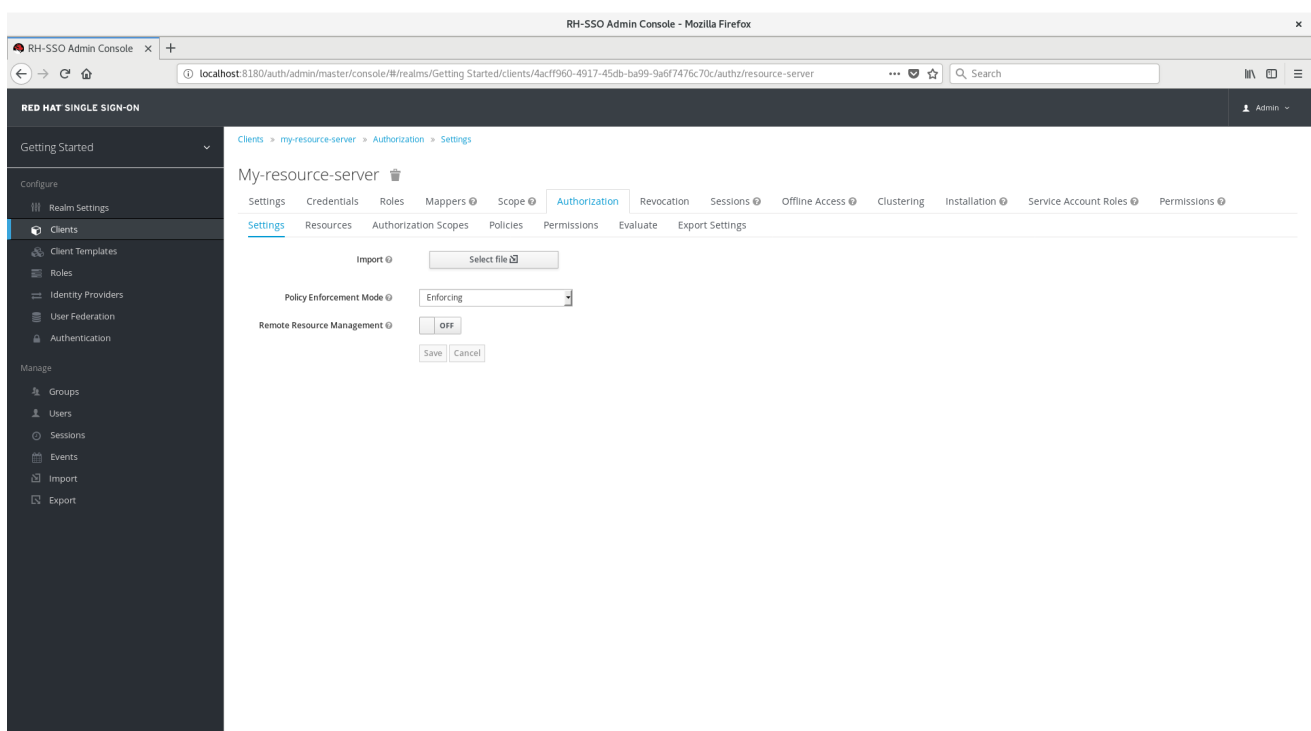 RH-SSO Admin Console - Mozilla Firefox
RH-SSO Admin Console
localhost:8180/auth/admin/master/console/#/realms/Getting Started/clients/4acff960-4917-45db-ba99-9a6f7476c70c/authz/resource-server
Search
RED HAT SINGLE SIGN-ON
Admin
Getting Started
Configure
Realm Settings
Clients
Client Templates
Roles
Identity Providers
User Federation
Authentication
Manage
Groups
Users
Sessions
Events
Import
Export
Clients » my-resource-server » Authorization » Settings
My-resource-server
Settings Credentials Roles Mappers Scope Authorization Revocation Sessions Offline Access Clustering Installation Service Account Roles Permissions
Settings Resources Authorization Scopes Policies Permissions Evaluate Export Settings
Import Select file
Policy Enforcement Mode Enforcing
Remote Resource Management OFF
Save Cancel